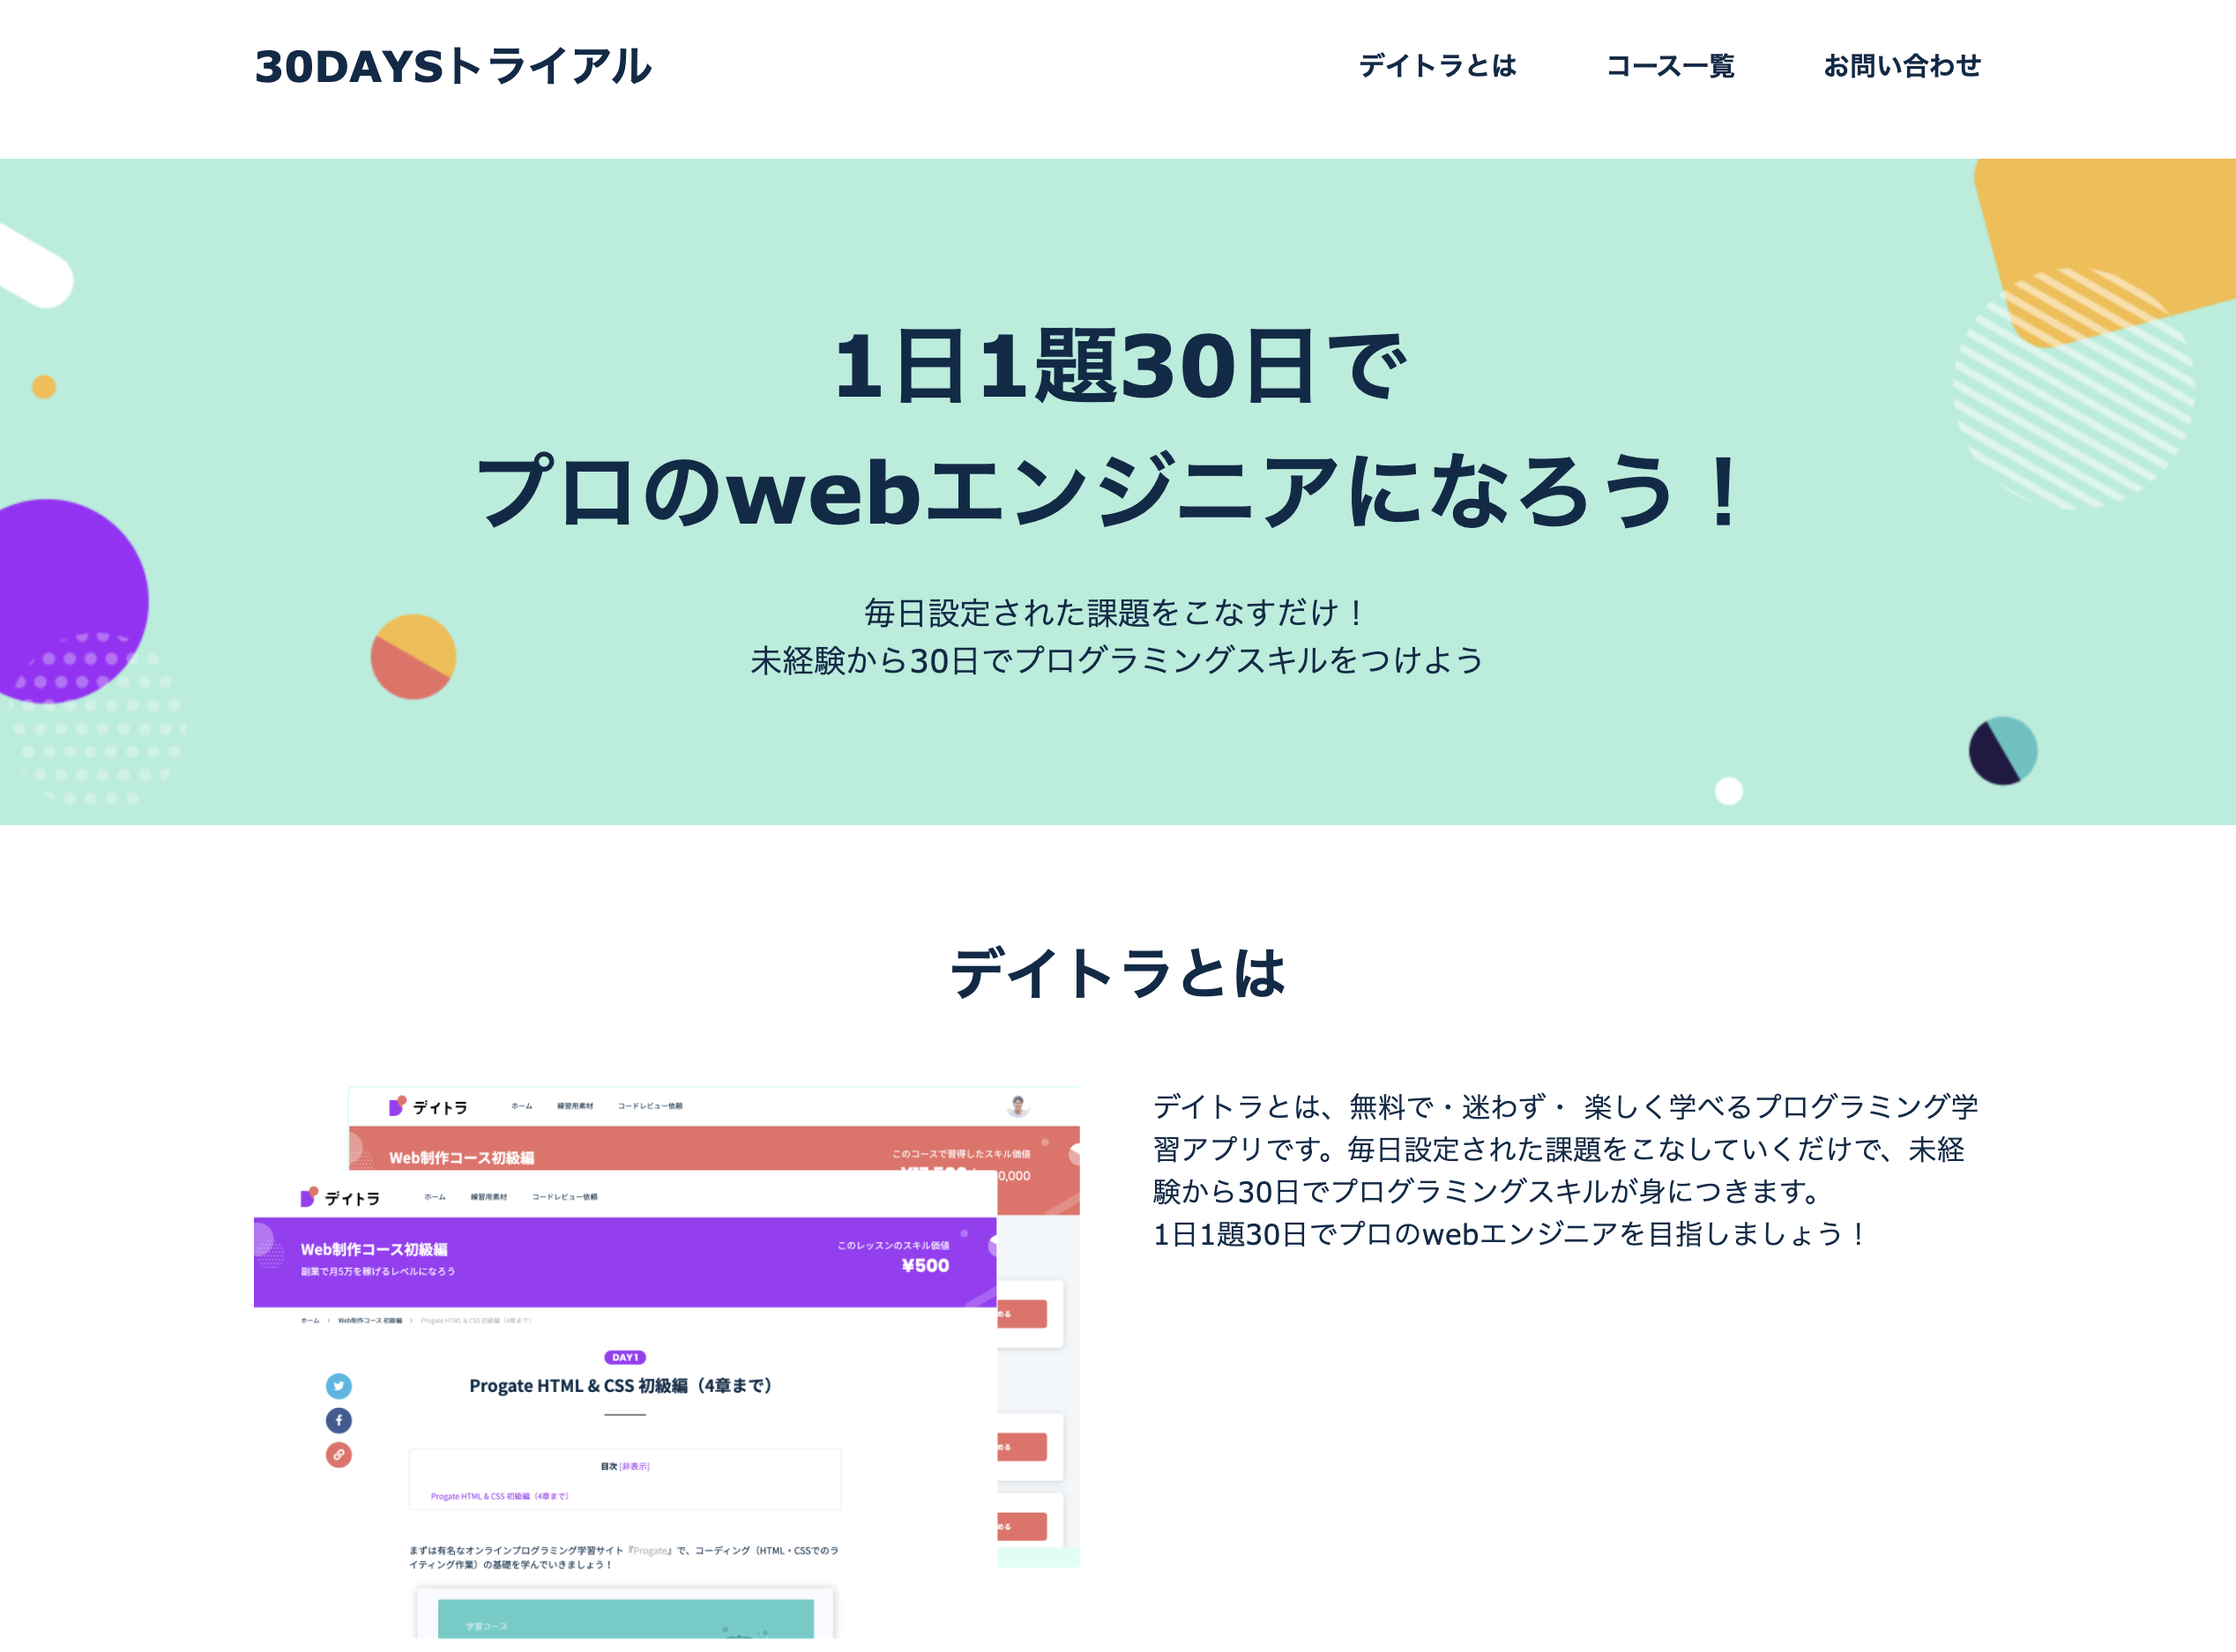 30DAYSトライアル
デイトラとは
コース一覧
お問い合わせ
1日1題30日で
プロのwebエンジニアになろう！
毎日設定された課題をこなすだけ！
未経験から30日でプログラミングスキルをつけよう
デイトラとは
デイトラ
ホーム
練習用素材
コードレビュー依頼
Web制作コース初級編
このコースで習得したスキル価値
0,000
デイトラ
ホーム
練習用素材
コードレビュー依頼
Web制作コース初級編
副業で月5万を稼げるレベルになろう
このレッスンのスキル価値
¥500
ホーム > Web制作コース 初級編 > Progate HTML & CSS 初級編（4章まで）
DAY1
Progate HTML & CSS 初級編（4章まで）
目次 [非表示]
Progate HTML & CSS 初級編（4章まで）
まずは有名なオンラインプログラミング学習サイト『Progate』で、コーディング（HTML・CSSでのラ
イティング作業）の基礎を学んでいきましょう！
学習コース
める
める
める
デイトラとは、無料で・迷わず・ 楽しく学べるプログラミング学
習アプリです。毎日設定された課題をこなしていくだけで、未経
験から30日でプログラミングスキルが身につきます。
1日1題30日でプロのwebエンジニアを目指しましょう！